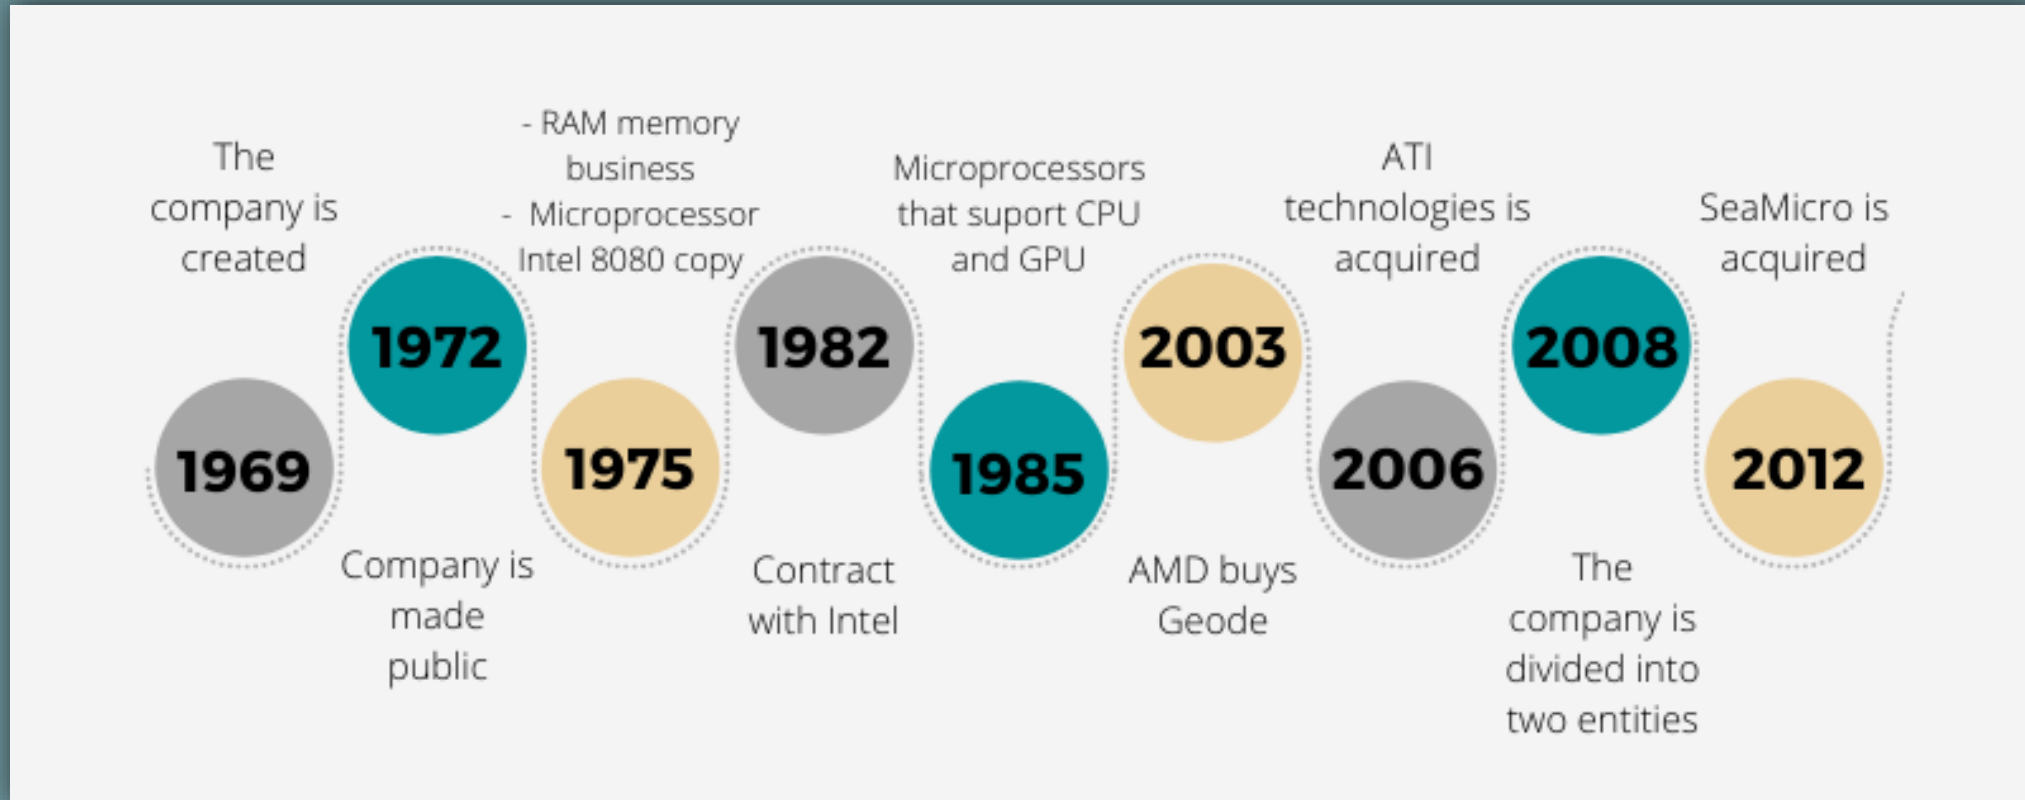 The
company is
created
1969
1972
Company is
made
public
- RAM memory
business
- Microprocessor
Intel 8080 copy
1975
1982
Contract
with Intel
Microprocessors
that suport CPU
and GPU
1985
2003
AMD buys
Geode
ATI
technologies is
acquired
2006
2008
The
company is
divided into
two entities
SeaMicro is
acquired
2012